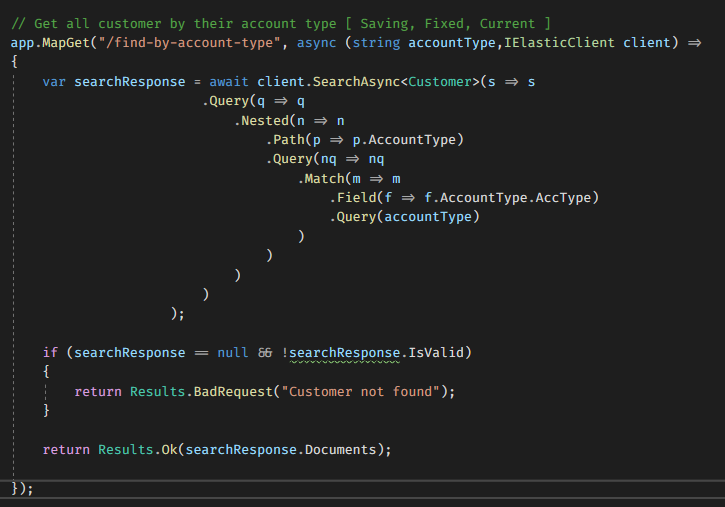 // Get all customer by their account type [ Saving, Fixed, Current ]
app.MapGet("/find-by-account-type", async (string accountType,IElasticClient client) =>
{
    var searchResponse = await client.SearchAsync<Customer>(s => s
                        .Query(q => q
                            .Nested(n => n
                                .Path(p => p.AccountType)
                                .Query(nq => nq
                                    .Match(m => m
                                        .Field(f => f.AccountType.AccType)
                                        .Query(accountType)
                                    )
                                )
                            )
                        )
                    );
    if (searchResponse == null && !searchResponse.IsValid)
    {
        return Results.BadRequest("Customer not found");
    }
    return Results.Ok(searchResponse.Documents);
});